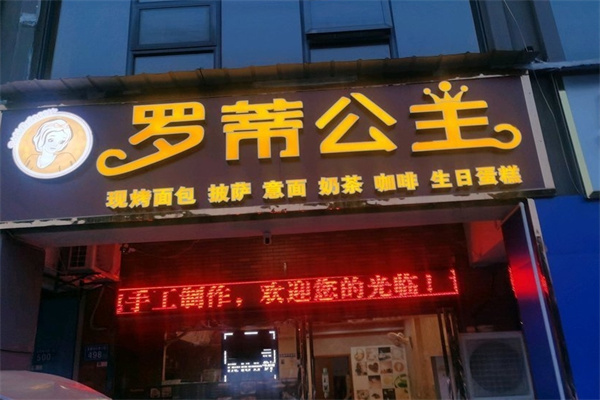 罗蒂公主
现烤面包 披萨 意面 奶茶 咖啡 生日蛋糕
手工制作，欢迎您的光临！
498